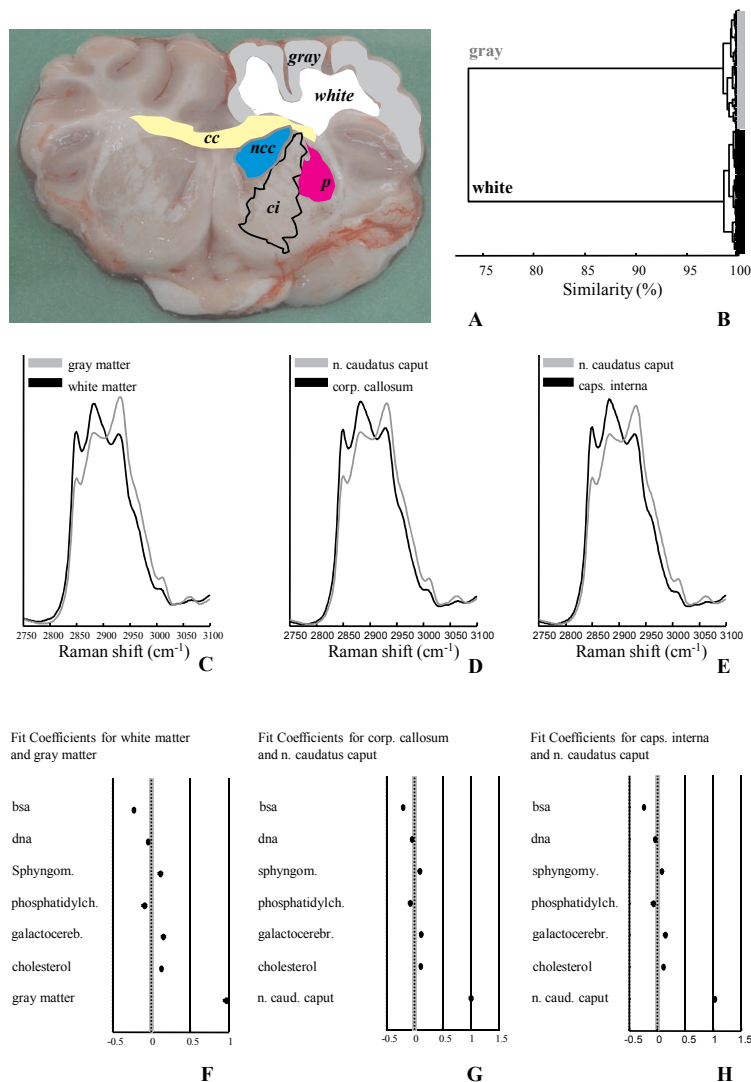 gray
white
cc
ncc
p
ci
gray
white
75 80 85 90 95 100
Similarity (%)
A
B
gray matter
white matter
2750 2800 2850 2900 2950 3000 3050 3100
Raman shift (cm-1)
C
n. caudatus caput
corp. callosum
2750 2800 2850 2900 2950 3000 3050 3100
Raman shift (cm-1)
D
n. caudatus caput
caps. interna
2750 2800 2850 2900 2950 3000 3050 3100
Raman shift (cm-1)
E
Fit Coefficients for white matter
and gray matter
bsa
dna
Sphyngom.
phosphatidylch.
galactocereb.
cholesterol
gray matter
-0.5 0 0.5 1
F
Fit Coefficients for corp. callosum
and n. caudatus caput
bsa
dna
sphyngom.
phosphatidylch.
galactocerebr.
cholesterol
n. caud. caput
-0.5 0 0.5 1 1.5
G
Fit Coefficients for caps. interna
and n. caudatus caput
bsa
dna
sphyngomy.
phosphatidylch.
galactocerebr.
cholesterol
n. caud. caput
-0.5 0 0.5 1 1.5
H